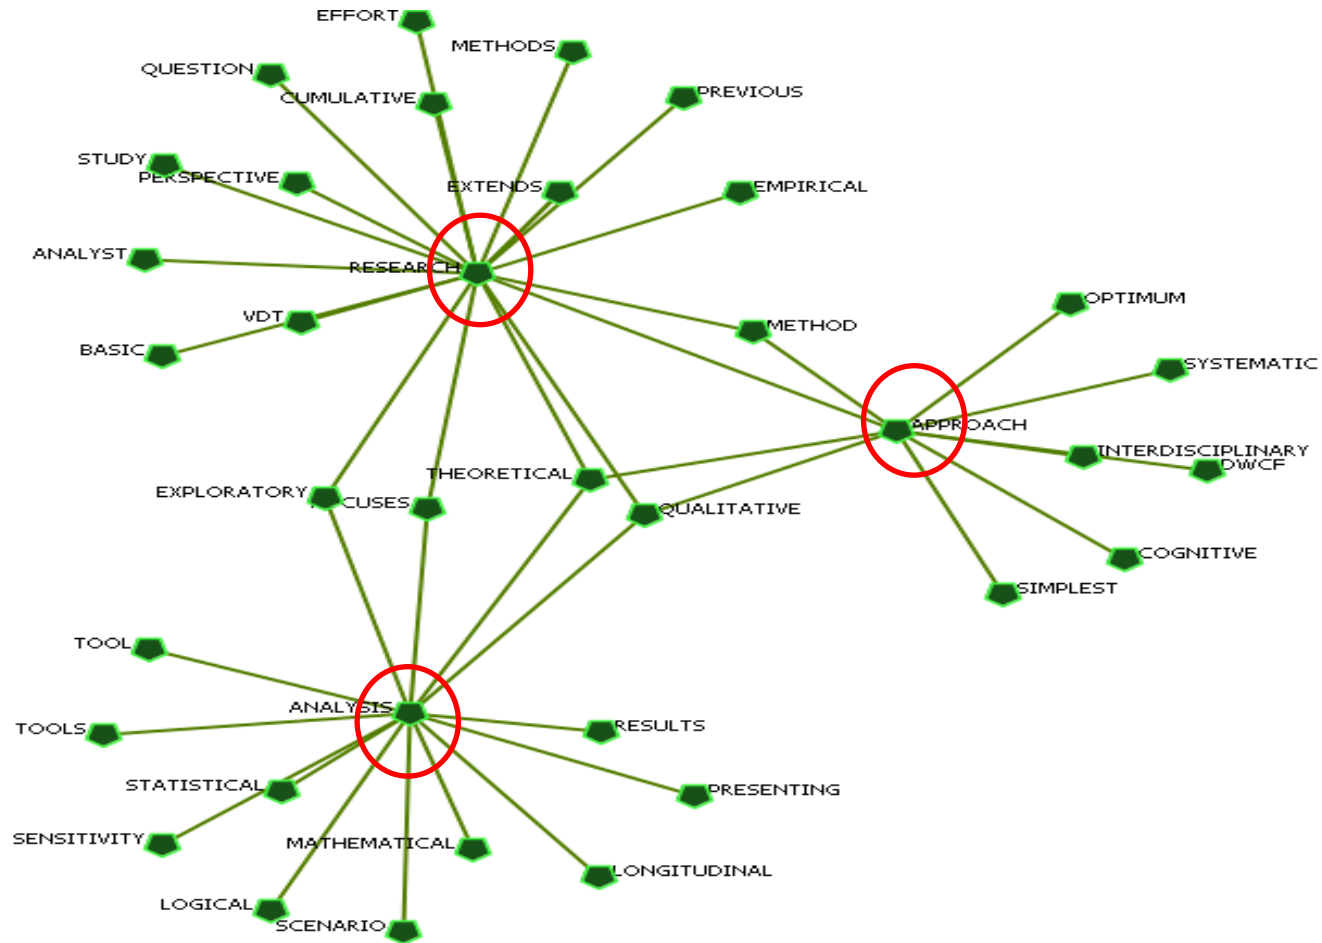 EFFORT
METHODS
QUESTION
CUMULATIVE
PREVIOUS
STUDY
PERSPECTIVE
EXTENDS
EMPIRICAL
ANALYST
RESEARCH
VDT
METHOD
OPTIMUM
BASIC
SYSTEMATIC
APPROACH
INTERDISCIPLINARY
DWCF
THEORETICAL
EXPLORATORY
FOCUSES
QUALITATIVE
COGNITIVE
SIMPLEST
TOOL
ANALYSIS
TOOLS
RESULTS
STATISTICAL
PRESENTING
SENSITIVITY
MATHEMATICAL
LONGITUDINAL
LOGICAL
SCENARIO